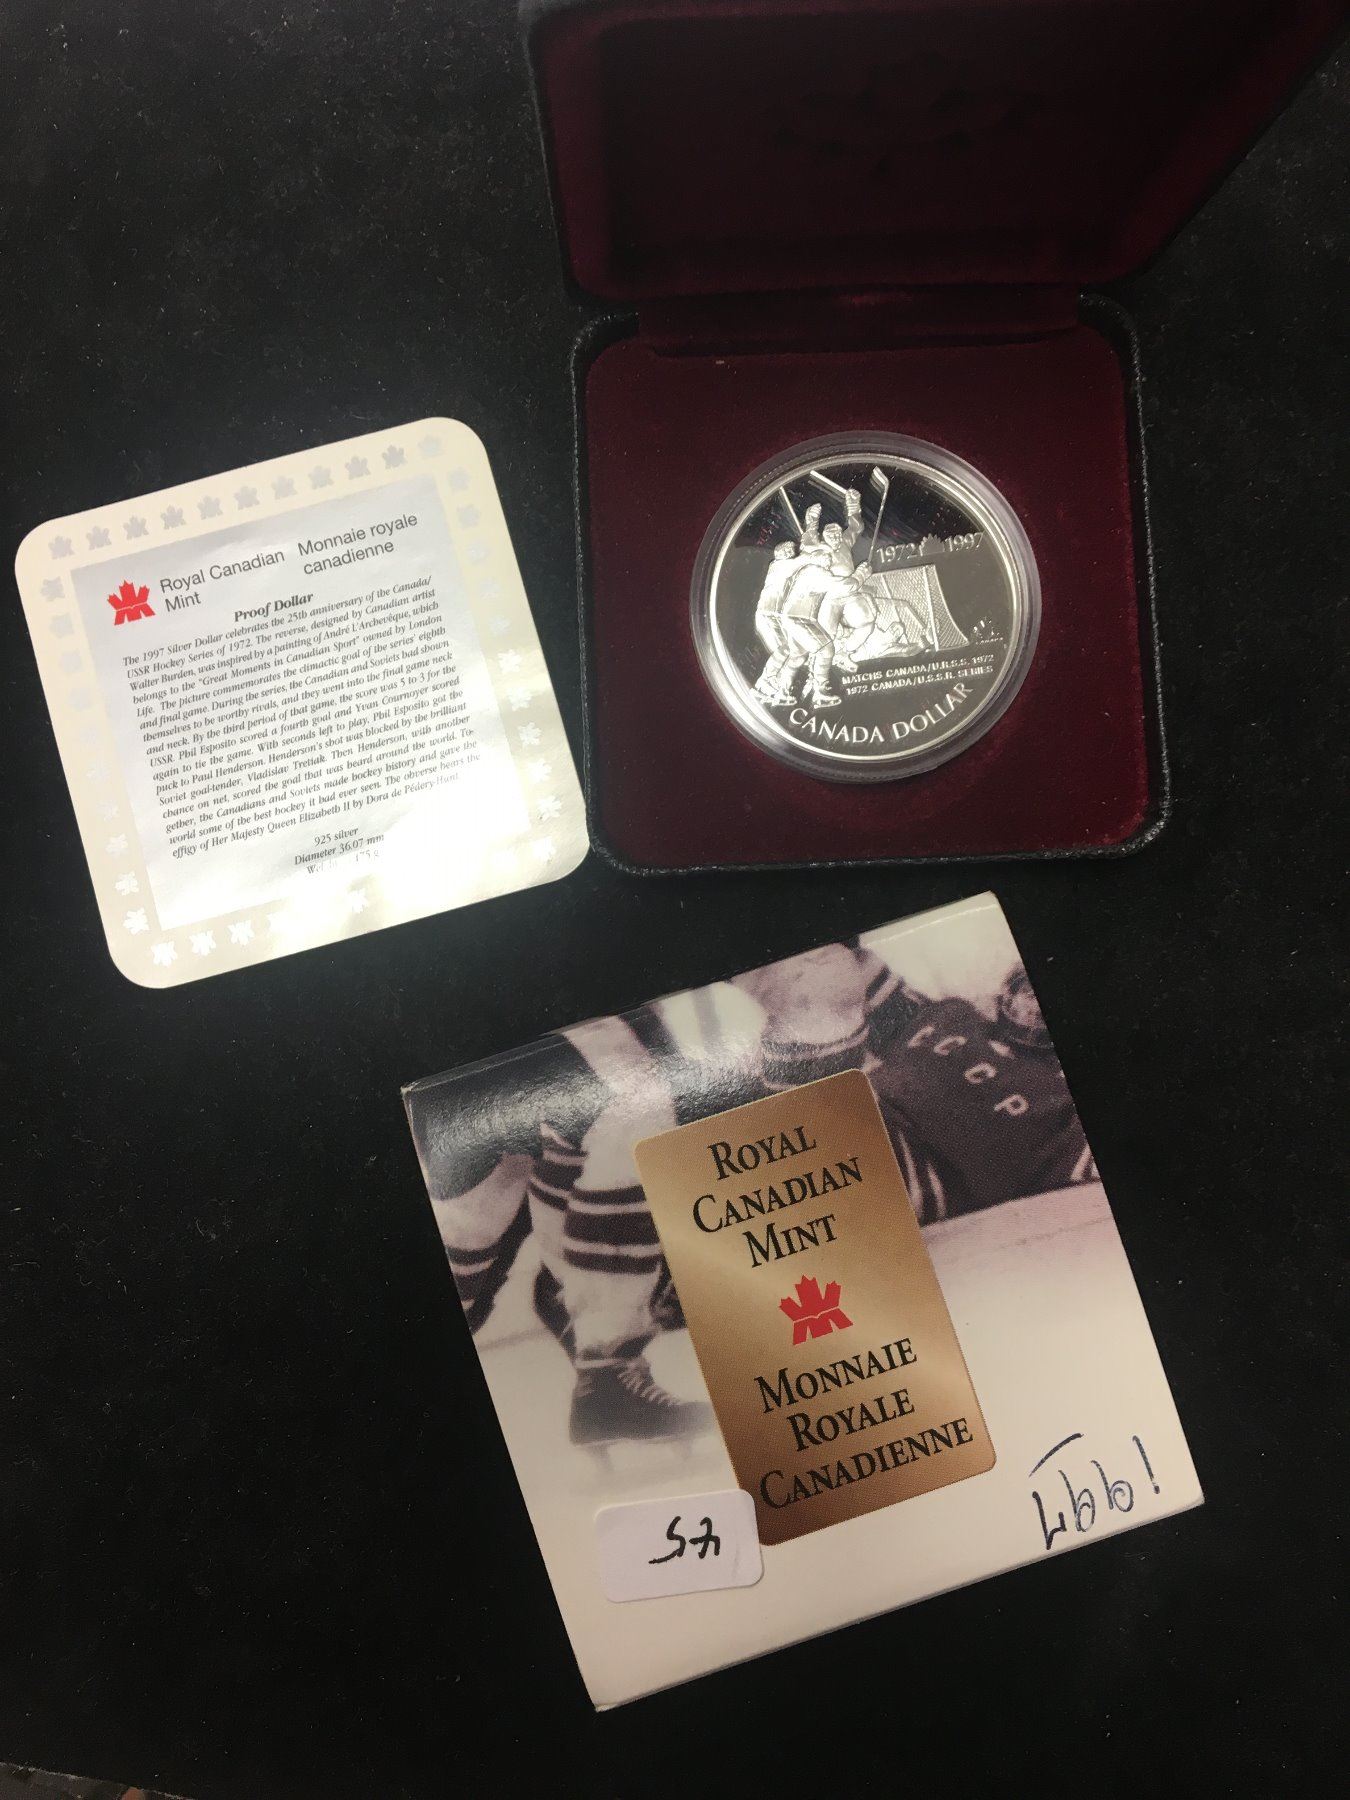 Royal Canadian Mint
Monnaie royale canadienne
Proof Dollar
The 1997 Silver Dollar celebrates the 25th anniversary of the Canada/
USSR Hockey Series of 1972. The reverse, designed by Canadian artist
Walter Burden, was inspired by a painting of André L'Archevêque, which
belongs to the "Great Moments in Canadian Sport" owned by London
Life. The picture commemorates the climactic goal of the series' eighth
and final game. During the series, the Canadian and Soviets had shown
themselves to be worthy rivals, and they went into the final game neck
and neck. By the third period of that game, the score was 5 to 3 for the
USSR. Phil Esposito scored a fourth goal and Yvan Cournoyer scored
again to tie the game. With seconds left to play, Phil Esposito got the
puck to Paul Henderson. Henderson's shot was blocked by the brilliant
Soviet goal-tender, Vladislav Tretiak. Then Henderson, with another
chance on net, scored the goal that was heard around the world. To-
gether, the Canadians and Soviets made hockey history and gave the
world some of the best hockey it had ever seen. The obverse bears the
effigy of Her Majesty Queen Elizabeth II by Dora de Pédery-Hunt
925 silver
Diameter 36.07 mm
1972 1997
MATCHS CANADA/U.R.S.S. 1972
1972 CANADA/U.S.S.R. SERIES
CANADA DOLLAR
CCCP
ROYAL
CANADIAN
MINT
MONNAIE
ROYALE
CANADIENNE
1997